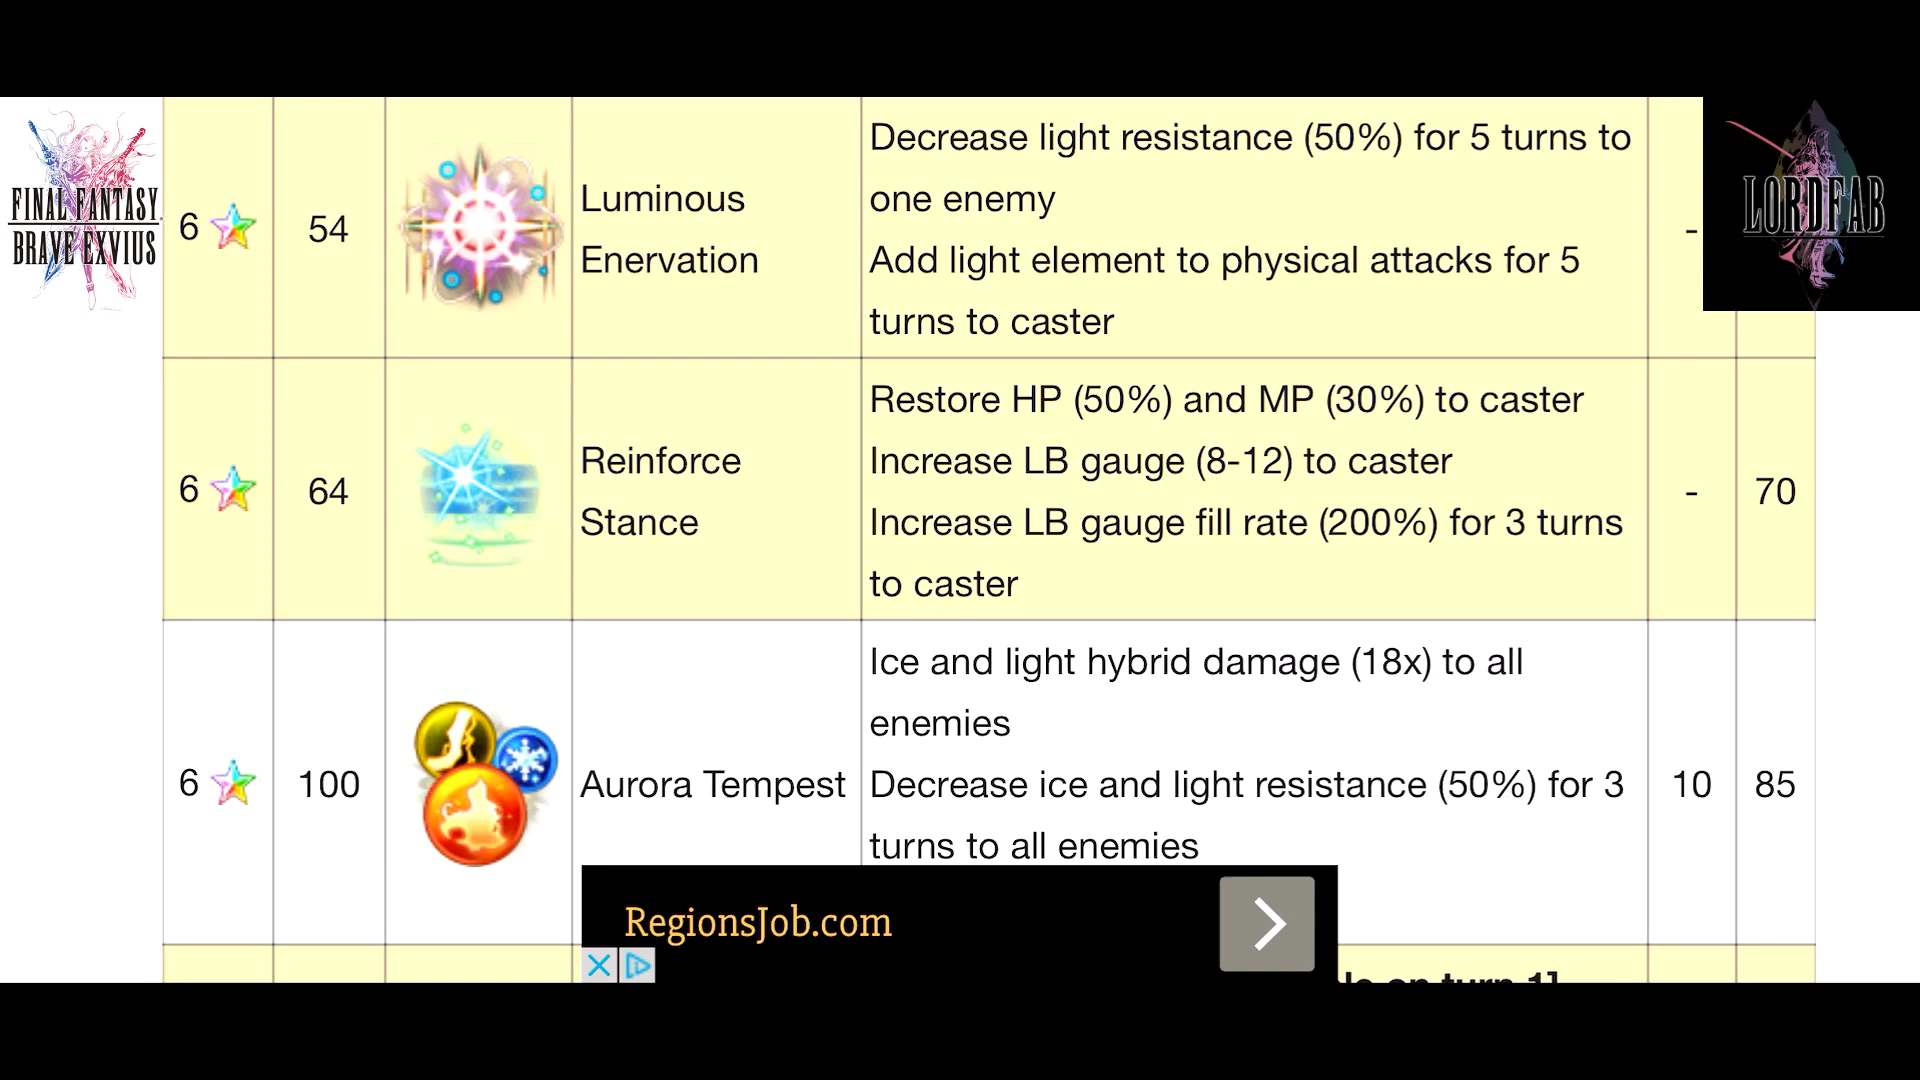 FINAL FANTASY
BRAVE EXVIUS
LORDFAB
6 54 Luminous Enervation
Decrease light resistance (50%) for 5 turns to
one enemy
Add light element to physical attacks for 5
turns to caster
-
6 64 Reinforce Stance
Restore HP (50%) and MP (30%) to caster
Increase LB gauge (8-12) to caster
Increase LB gauge fill rate (200%) for 3 turns
to caster
- 70
6 100 Aurora Tempest
Ice and light hybrid damage (18x) to all
enemies
Decrease ice and light resistance (50%) for 3
turns to all enemies
10 85
RegionsJob.com
on turn 1]